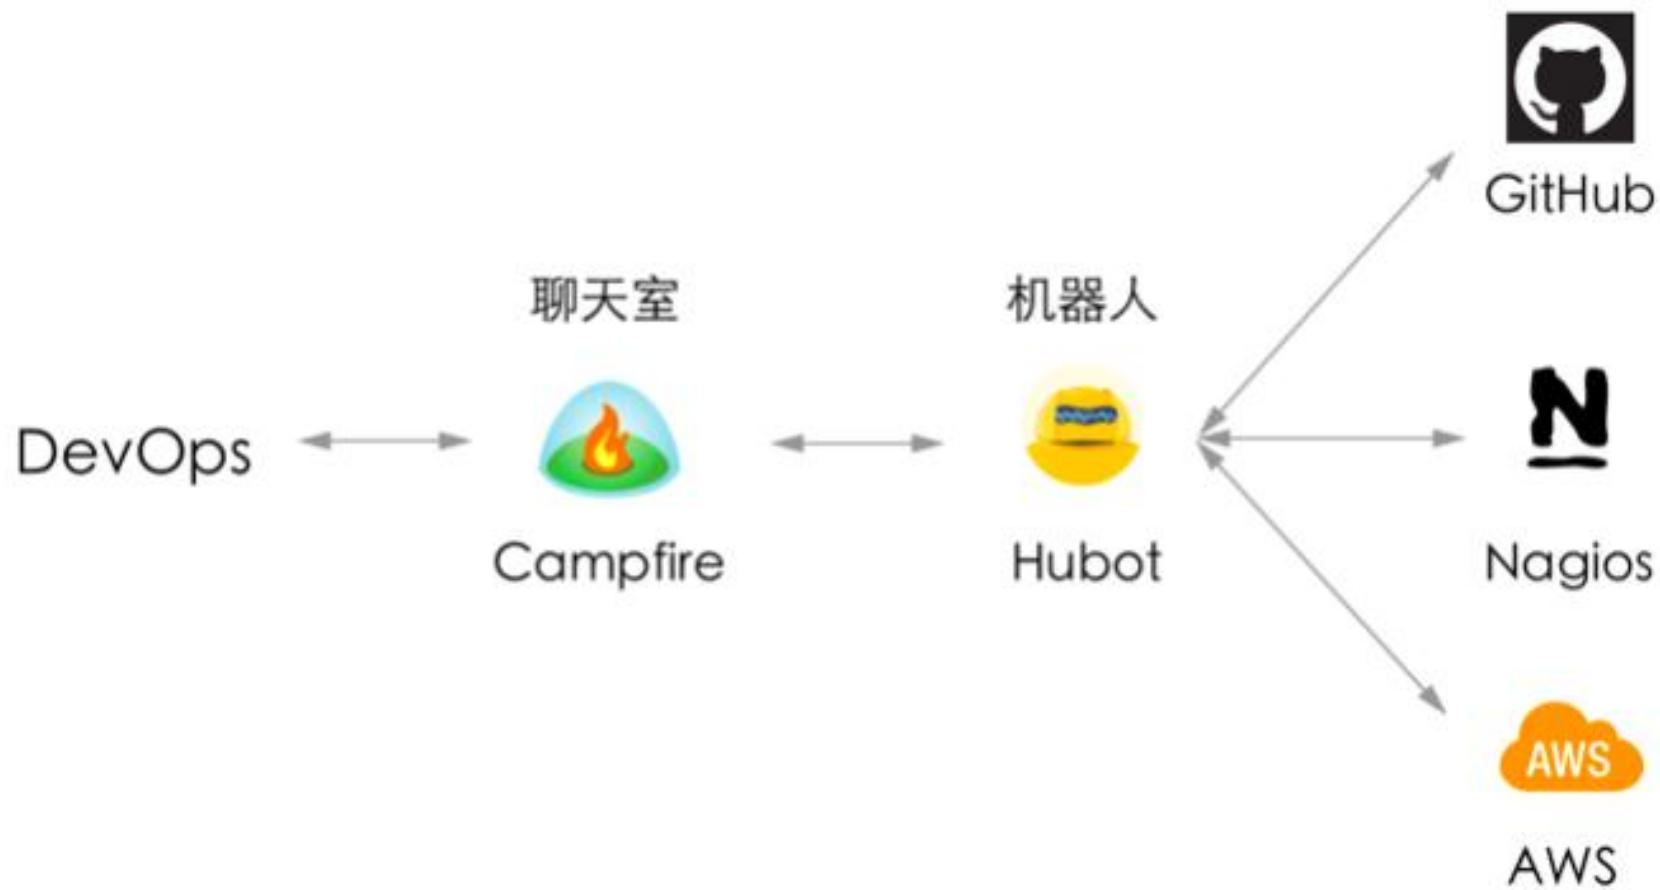 GitHub
聊天室
机器人
DevOps
Campfire
Hubot
N
Nagios
AWS
AWS